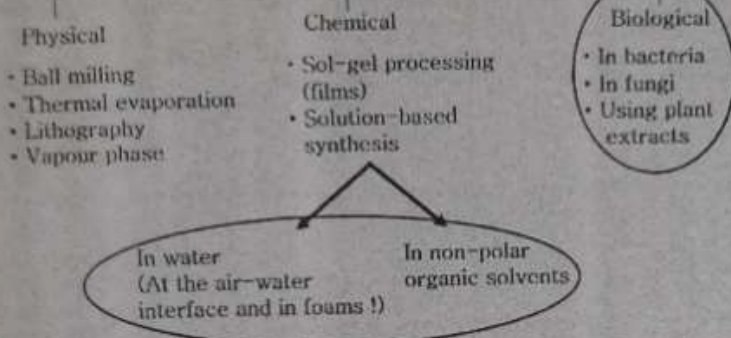 Physical
• Ball milling
• Thermal evaporation
• Lithography
• Vapour phase
Chemical
• Sol-gel processing
(films)
• Solution-based
synthesis
Biological
• In bacteria
• In fungi
• Using plant
extracts
In water
(At the air-water
interface and in foams !)
In non-polar
organic solvents